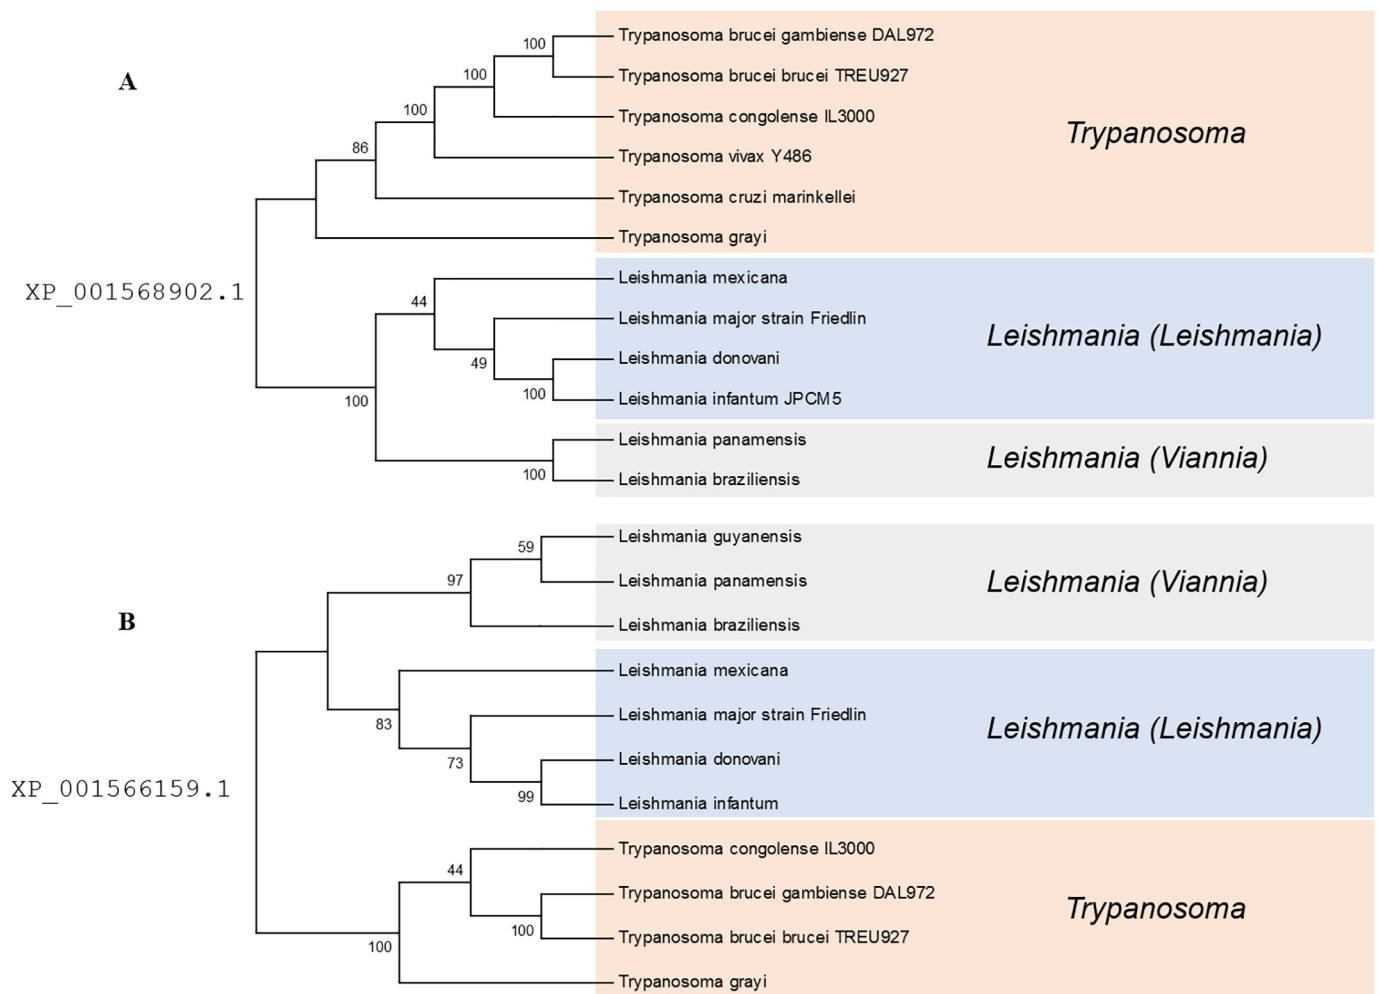 A
100
Trypanosoma brucei gambiense DAL972
Trypanosoma brucei brucei TREU927
100
Trypanosoma congolense IL3000
100
Trypanosoma vivax Y486
86
Trypanosoma cruzi marinkellei
Trypanosoma grayi
Trypanosoma
XP_001568902.1
Leishmania mexicana
44
Leishmania major strain Friedlin
49
Leishmania donovani
100
Leishmania infantum JPCM5
Leishmania (Leishmania)
100
Leishmania panamensis
100
Leishmania braziliensis
Leishmania (Viannia)
B
Leishmania guyanensis
59
Leishmania panamensis
97
Leishmania braziliensis
Leishmania (Viannia)
Leishmania mexicana
83
Leishmania major strain Friedlin
73
Leishmania donovani
99
Leishmania infantum
Leishmania (Leishmania)
XP_001566159.1
Trypanosoma congolense IL3000
44
Trypanosoma brucei gambiense DAL972
100
Trypanosoma brucei brucei TREU927
100
Trypanosoma grayi
Trypanosoma